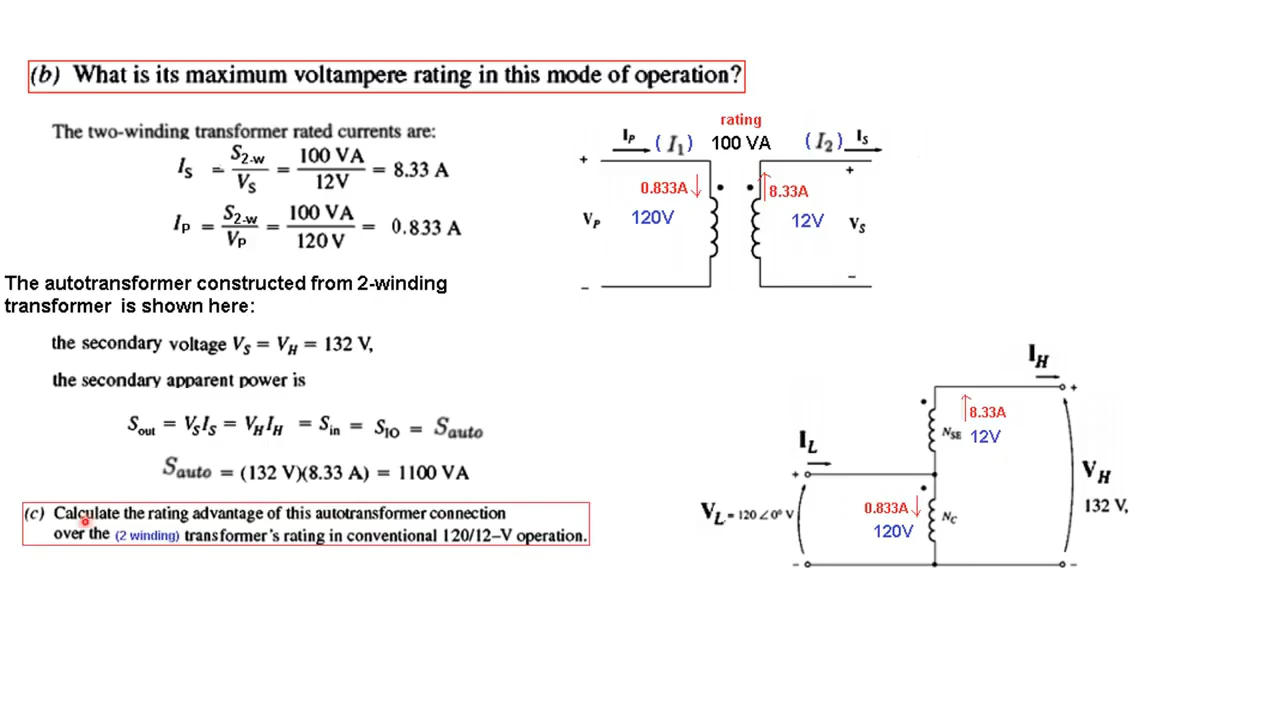 (b) What is its maximum voltampere rating in this mode of operation?
The two-winding transformer rated currents are:
I_S = S_2-w / V_S = 100 VA / 12V = 8.33 A
I_P = S_2-w / V_P = 100 VA / 120 V = 0.833 A
rating
I_P (I_1) 100 VA (I_2) I_S
+ +
0.833A ↓ ↑ 8.33A
V_P 120V 12V V_S
− −
The autotransformer constructed from 2-winding
transformer is shown here:
the secondary voltage V_S = V_H = 132 V,
the secondary apparent power is
S_out = V_S I_S = V_H I_H = S_in = S_IO = S_auto
S_auto = (132 V)(8.33 A) = 1100 VA
(c) Calculate the rating advantage of this autotransformer connection
over the (2 winding) transformer's rating in conventional 120/12–V operation.
I_H
+
↑ 8.33A
N_SE 12V
I_L
+
V_H
132 V,
0.833A ↓ N_C
V_L = 120∠0° V
120V
− −